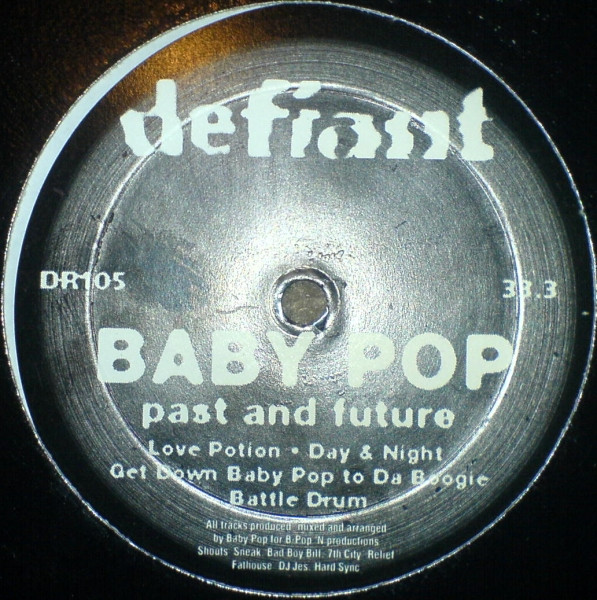 defiant
DR105 33.3
BABY POP
past and future
Love Potion • Day & Night
Get Down Baby Pop to Da Boogie
Battle Drum
All tracks produced, mixed and arranged
by Baby Pop for B.Pop 'N productions
Shouts: Sneak, Bad Boy Bill, 7th City, Relief
Fathouse, DJ Jes, Hard Sync